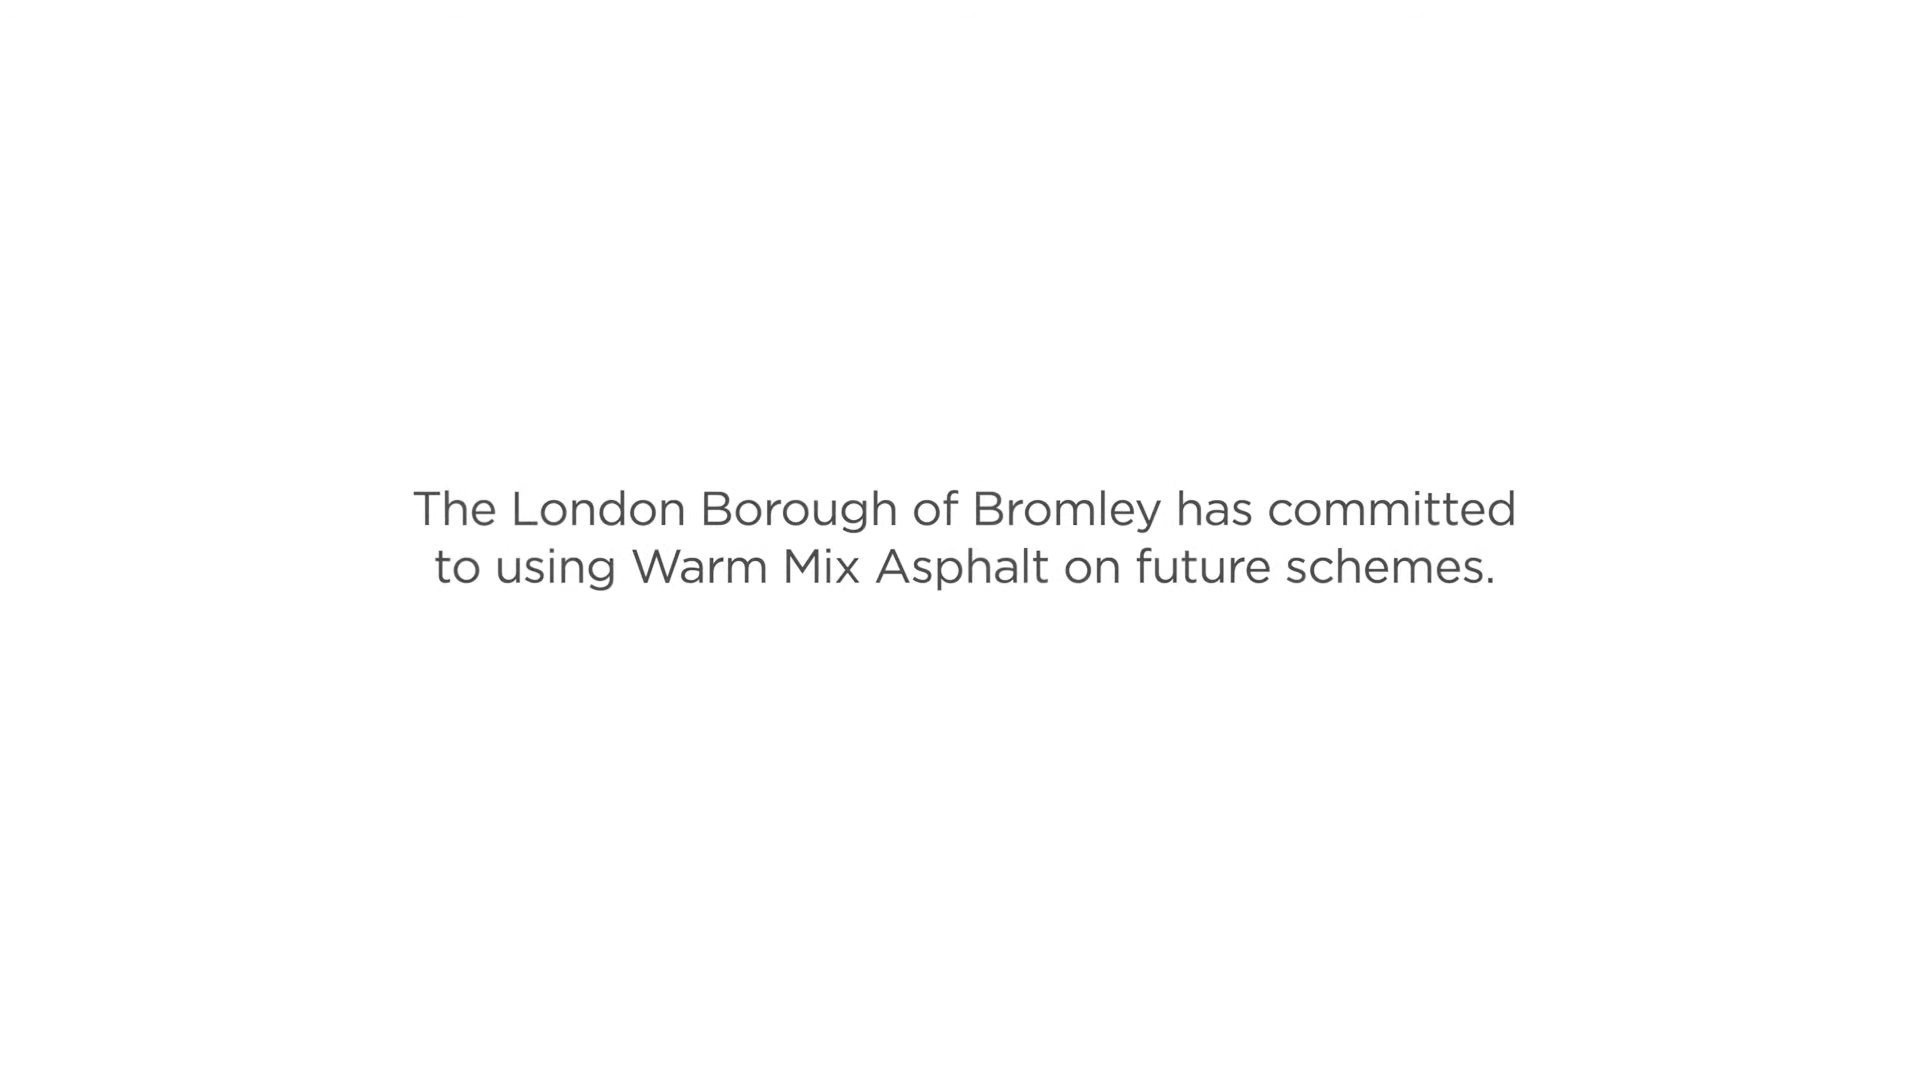 The London Borough of Bromley has committed
to using Warm Mix Asphalt on future schemes.